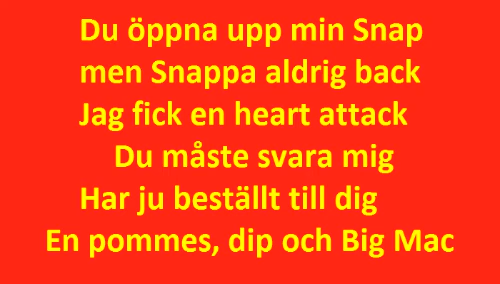 Du öppna upp min Snap
men Snappa aldrig back
Jag fick en heart attack
Du måste svara mig
Har ju beställt till dig
En pommes, dip och Big Mac